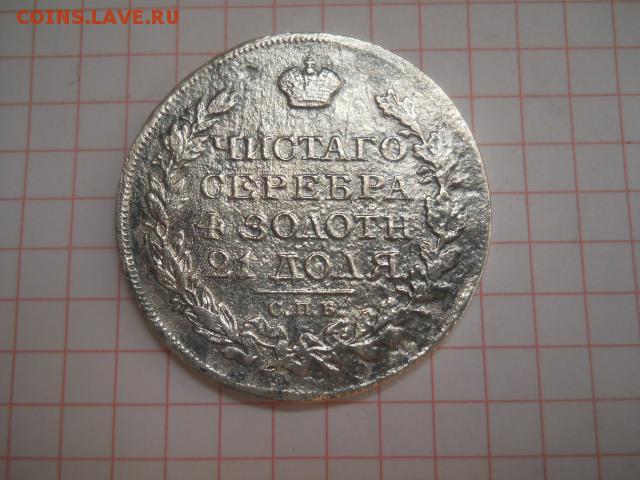 COINS.LAVE.RU
ЧИСТАГО
СЕРЕБРА
4 ЗОЛОТН
21 ДОЛЯ.
С.П.Б.